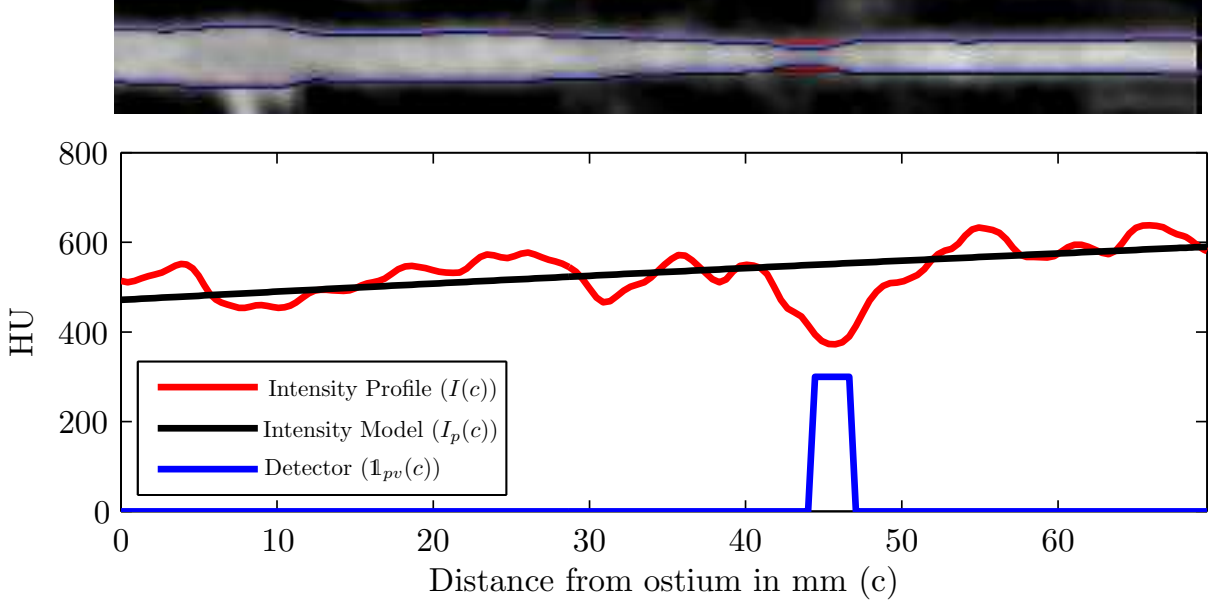 800
600
400
200
0
HU
Intensity Profile (I(c))
Intensity Model (I_p(c))
Detector (𝟙_pv(c))
0 10 20 30 40 50 60
Distance from ostium in mm (c)